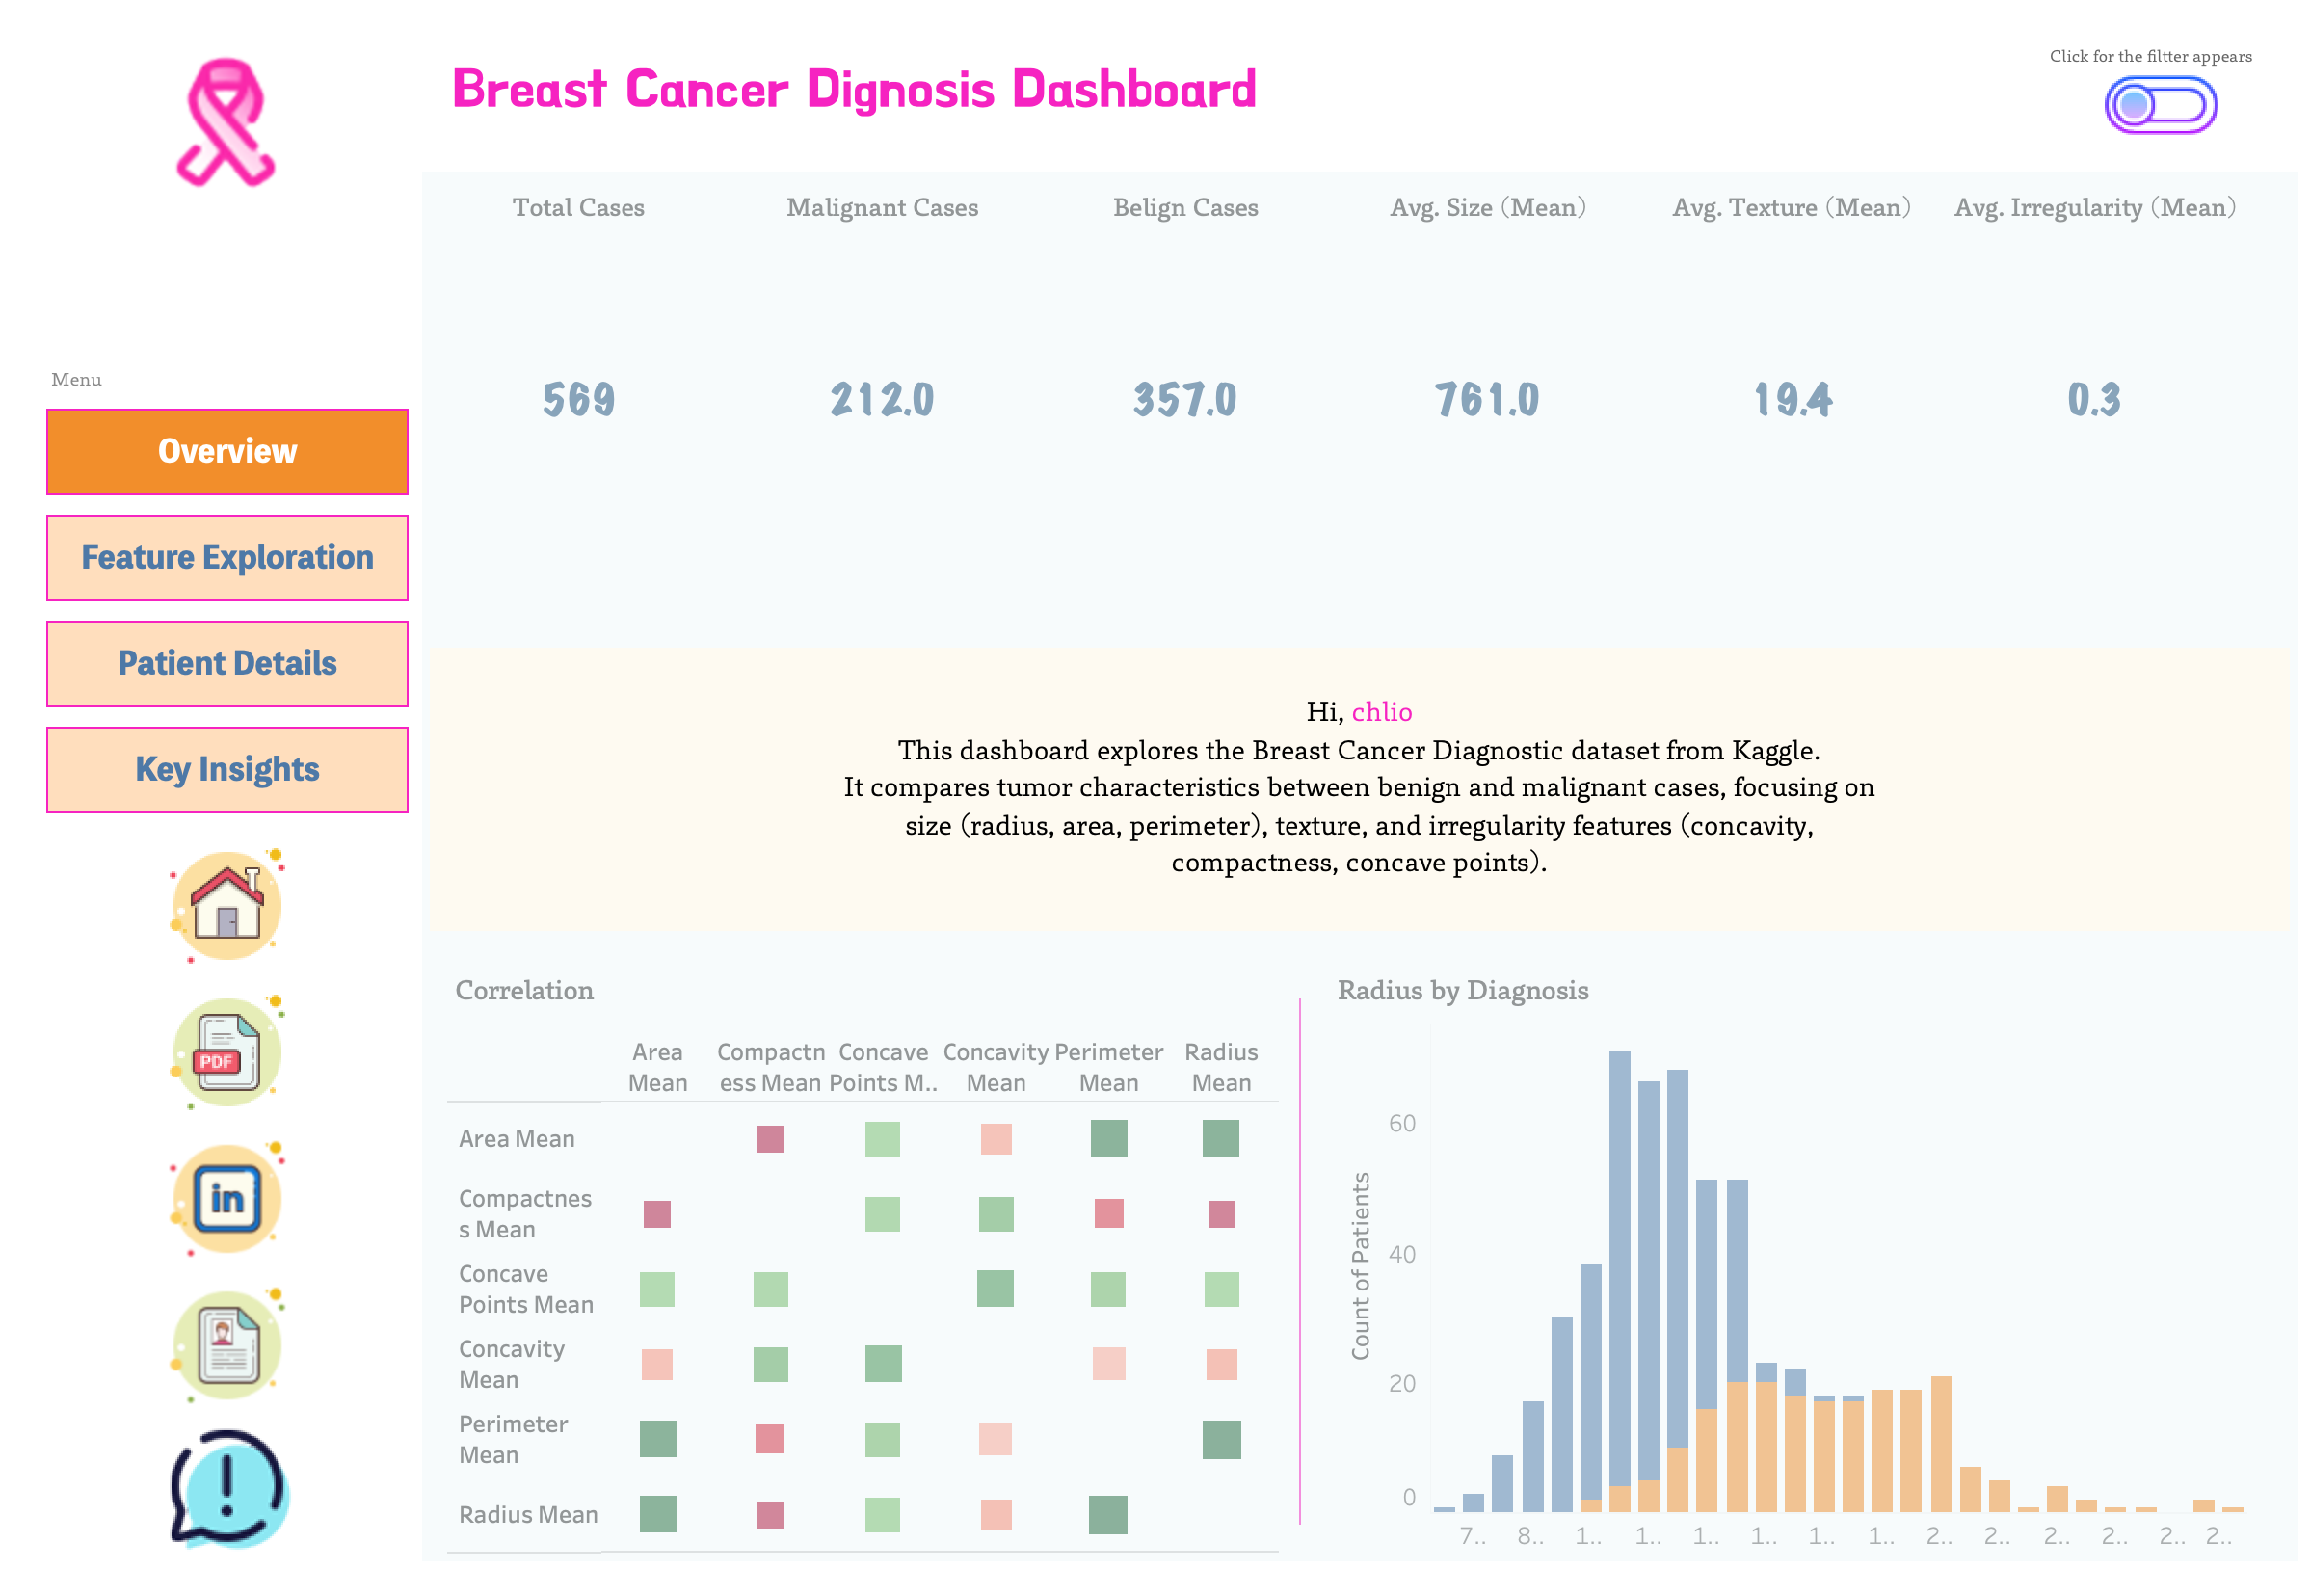 Click for the filtter appears
Breast Cancer Dignosis Dashboard
Total Cases
Malignant Cases
Belign Cases
Avg. Size (Mean)
Avg. Texture (Mean)
Avg. Irregularity (Mean)
569
212.0
357.0
761.0
19.4
0.3
Menu
Overview
Feature Exploration
Patient Details
Key Insights
PDF
in
Hi, chlio
This dashboard explores the Breast Cancer Diagnostic dataset from Kaggle.
It compares tumor characteristics between benign and malignant cases, focusing on
size (radius, area, perimeter), texture, and irregularity features (concavity,
compactness, concave points).
Correlation
Area
Mean
Compactn
ess Mean
Concave
Points M..
Concavity
Mean
Perimeter
Mean
Radius
Mean
Area Mean
Compactnes
s Mean
Concave
Points Mean
Concavity
Mean
Perimeter
Mean
Radius Mean
Radius by Diagnosis
Count of Patients
60
40
20
0
7.. 8.. 1.. 1.. 1.. 1.. 1.. 1.. 2.. 2.. 2.. 2.. 2.. 2..